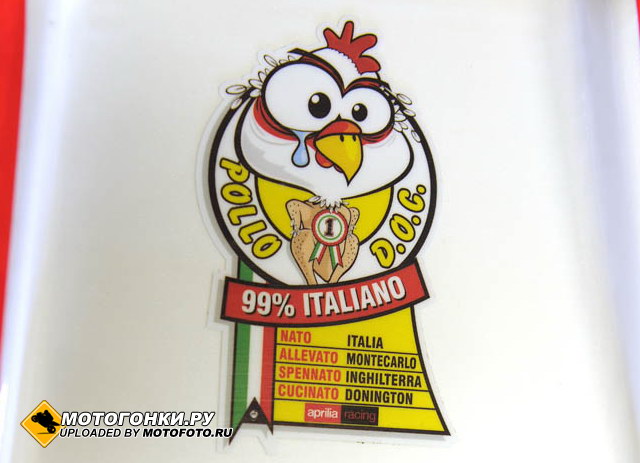 POLLO
D.O.C.
1
99% ITALIANO
NATO ITALIA
ALLEVATO MONTECARLO
SPENNATO INGHILTERRA
CUCINATO DONINGTON
aprilia racing
МОТОГОНКИ.РУ
UPLOADED BY MOTOFOTO.RU